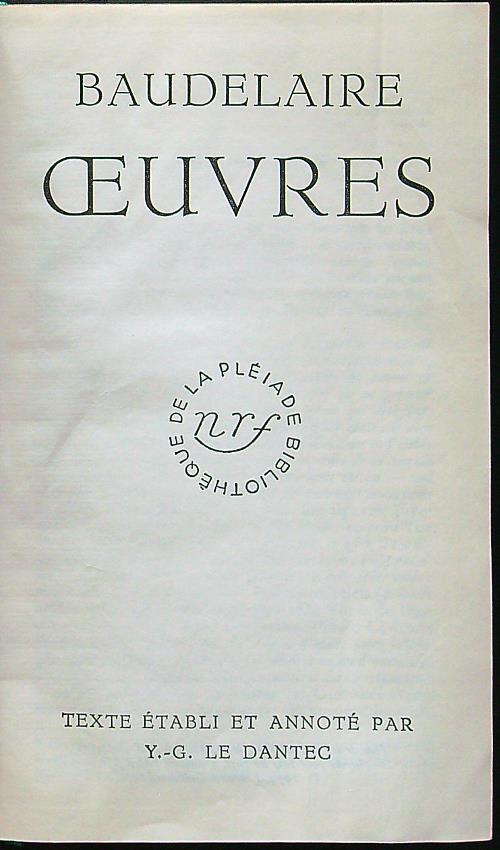 BAUDELAIRE
ŒUVRES
BIBLIOTHÈQUE DE LA PLÉIADE
nrf
TEXTE ÉTABLI ET ANNOTÉ PAR
Y.-G. LE DANTEC